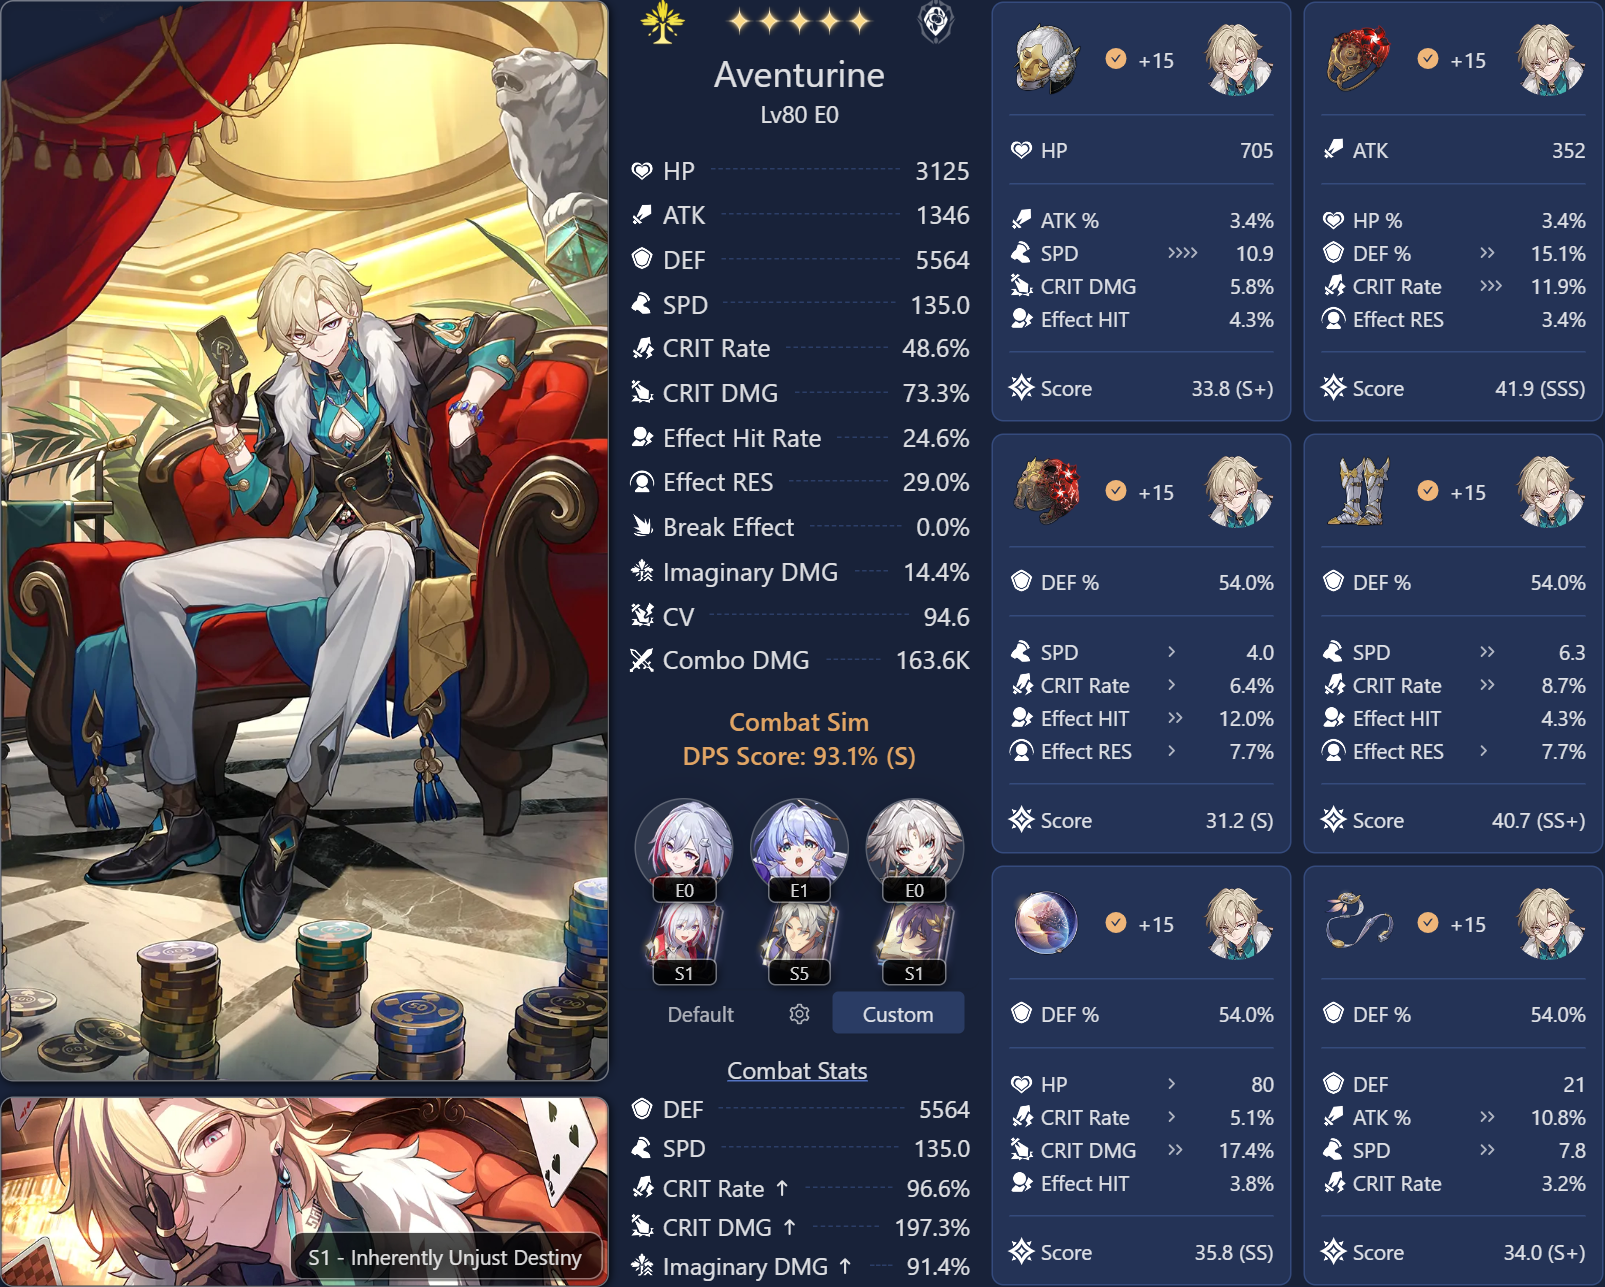 Aventurine
Lv80 E0
HP 3125
ATK 1346
DEF 5564
SPD 135.0
CRIT Rate 48.6%
CRIT DMG 73.3%
Effect Hit Rate 24.6%
Effect RES 29.0%
Break Effect 0.0%
Imaginary DMG 14.4%
CV 94.6
Combo DMG 163.6K
Combat Sim
DPS Score: 93.1% (S)
E0 E1 E0
S1 S5 S1
Default Custom
Combat Stats
DEF 5564
SPD 135.0
CRIT Rate ↑ 96.6%
CRIT DMG ↑ 197.3%
Imaginary DMG ↑ 91.4%
S1 - Inherently Unjust Destiny
+15
HP 705
ATK % 3.4%
SPD >>>> 10.9
CRIT DMG 5.8%
Effect HIT 4.3%
Score 33.8 (S+)
+15
ATK 352
HP % 3.4%
DEF % >> 15.1%
CRIT Rate >>> 11.9%
Effect RES 3.4%
Score 41.9 (SSS)
+15
DEF % 54.0%
SPD > 4.0
CRIT Rate > 6.4%
Effect HIT >> 12.0%
Effect RES > 7.7%
Score 31.2 (S)
+15
DEF % 54.0%
SPD >> 6.3
CRIT Rate >> 8.7%
Effect HIT 4.3%
Effect RES > 7.7%
Score 40.7 (SS+)
+15
DEF % 54.0%
HP > 80
CRIT Rate > 5.1%
CRIT DMG >> 17.4%
Effect HIT 3.8%
Score 35.8 (SS)
+15
DEF % 54.0%
DEF 21
ATK % >> 10.8%
SPD >> 7.8
CRIT Rate 3.2%
Score 34.0 (S+)